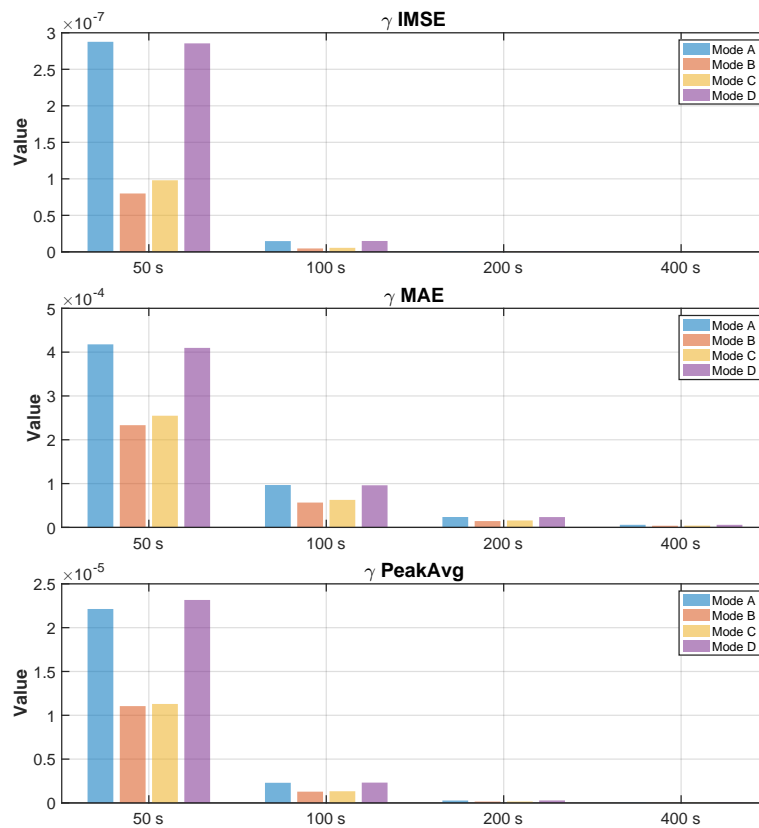 γ IMSE
×10⁻⁷
3
2.5
2
1.5
1
0.5
0
Value
50 s 100 s 200 s 400 s
Mode A
Mode B
Mode C
Mode D
γ MAE
×10⁻⁴
5
4
3
2
1
0
Value
50 s 100 s 200 s 400 s
Mode A
Mode B
Mode C
Mode D
γ PeakAvg
×10⁻⁵
2.5
2
1.5
1
0.5
0
Value
50 s 100 s 200 s 400 s
Mode A
Mode B
Mode C
Mode D